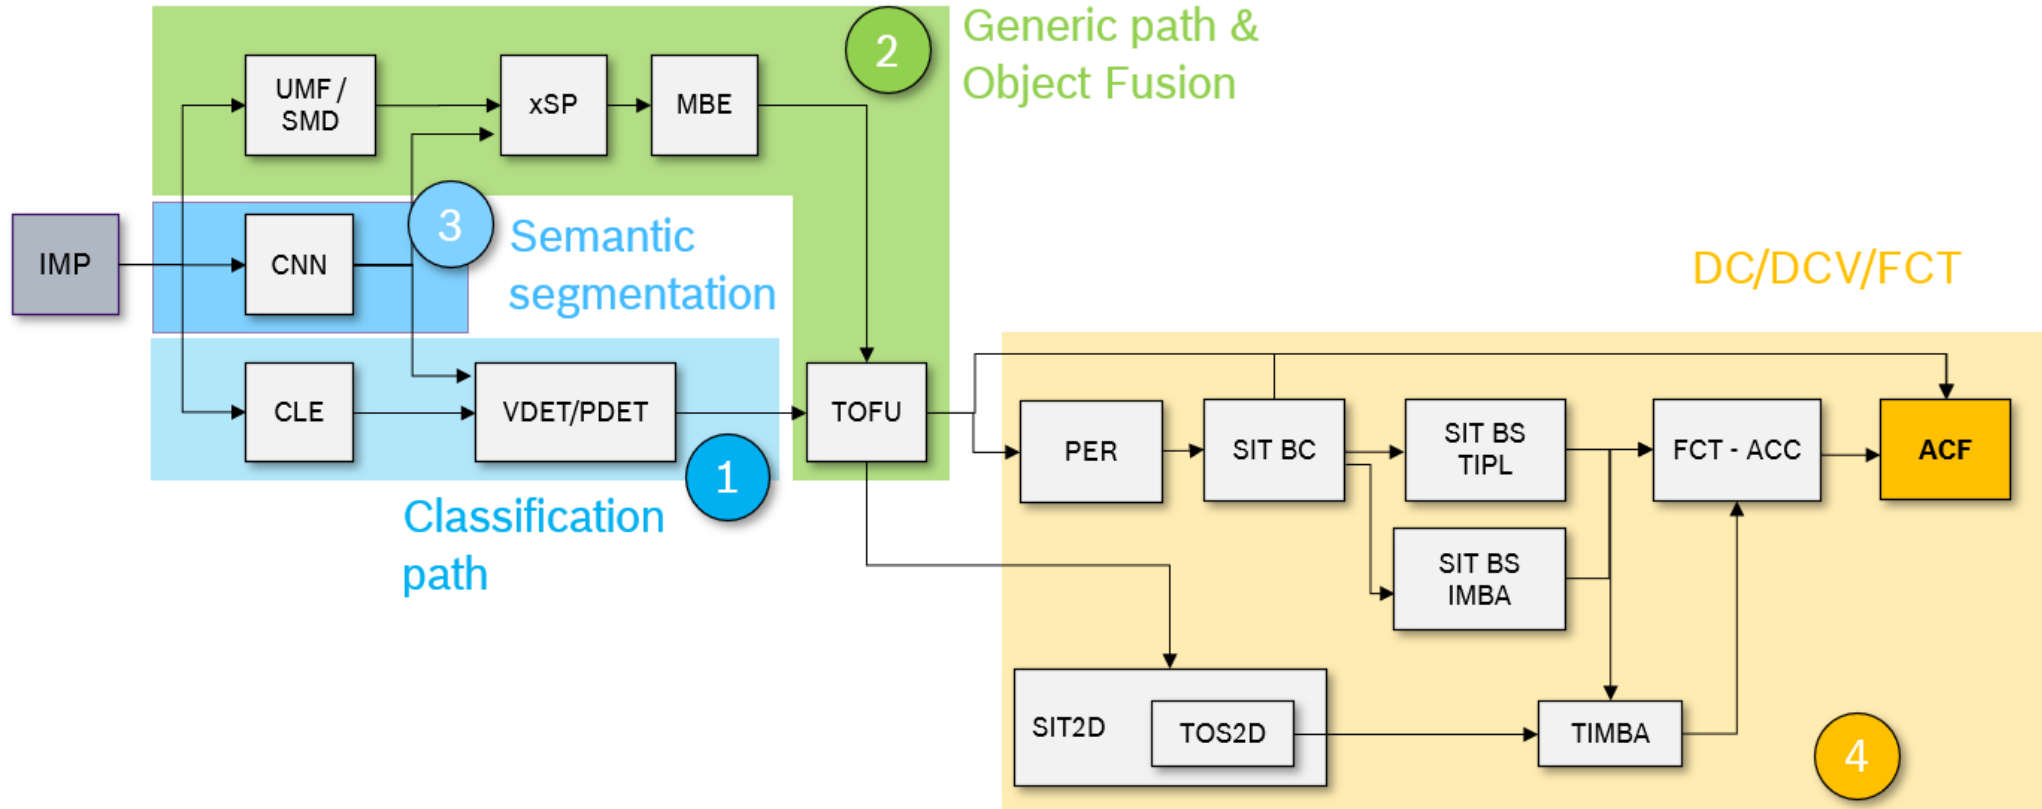 2
Generic path &
Object Fusion
UMF /
SMD
xSP
MBE
IMP
CNN
3
Semantic
segmentation
CLE
VDET/PDET
TOFU
1
Classification
path
DC/DCV/FCT
PER
SIT BC
SIT BS
TIPL
FCT - ACC
ACF
SIT BS
IMBA
SIT2D
TOS2D
TIMBA
4